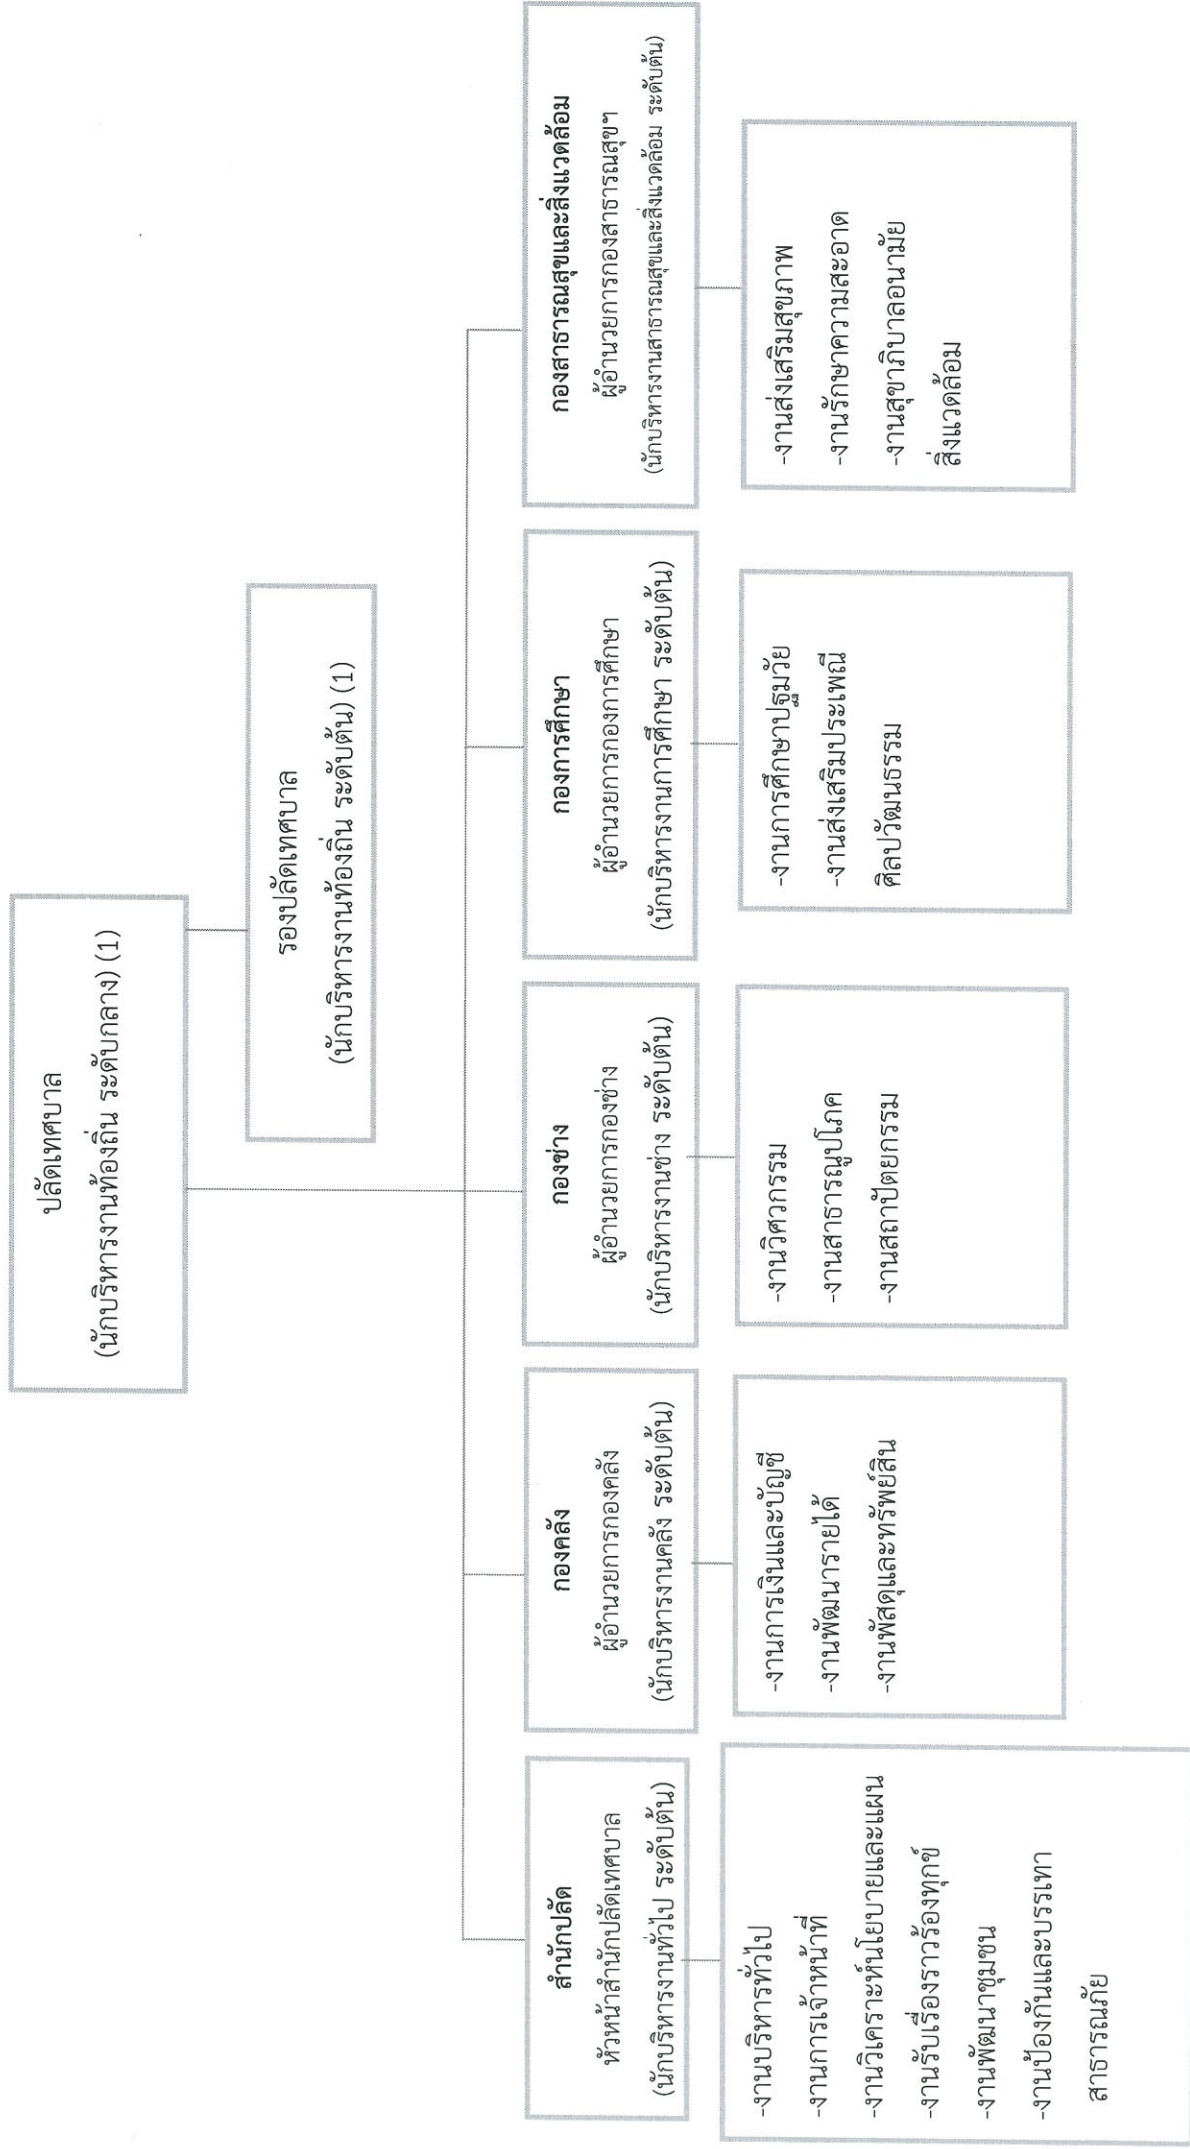 ปลัดเทศบาล
(นักบริหารงานท้องถิ่น ระดับกลาง) (1)
รองปลัดเทศบาล
(นักบริหารงานท้องถิ่น ระดับต้น) (1)
สำนักปลัด
หัวหน้าสำนักปลัดเทศบาล
(นักบริหารงานทั่วไป ระดับต้น)
-งานบริหารทั่วไป
-งานการเจ้าหน้าที่
-งานวิเคราะห์นโยบายและแผน
-งานรับเรื่องราวร้องทุกข์
-งานพัฒนาชุมชน
-งานป้องกันและบรรเทา
สาธารณภัย
กองคลัง
ผู้อำนวยการกองคลัง
(นักบริหารงานคลัง ระดับต้น)
-งานการเงินและบัญชี
-งานพัฒนารายได้
-งานพัสดุและทรัพย์สิน
กองช่าง
ผู้อำนวยการกองช่าง
(นักบริหารงานช่าง ระดับต้น)
-งานวิศวกรรม
-งานสาธารณูปโภค
-งานสถาปัตยกรรม
กองการศึกษา
ผู้อำนวยการกองการศึกษา
(นักบริหารงานการศึกษา ระดับต้น)
-งานการศึกษาปฐมวัย
-งานส่งเสริมประเพณี
ศิลปวัฒนธรรม
กองสาธารณสุขและสิ่งแวดล้อม
ผู้อำนวยการกองสาธารณสุขฯ
(นักบริหารงานสาธารณสุขและสิ่งแวดล้อม ระดับต้น)
-งานส่งเสริมสุขภาพ
-งานรักษาความสะอาด
-งานสุขาภิบาลอนามัย
สิ่งแวดล้อม